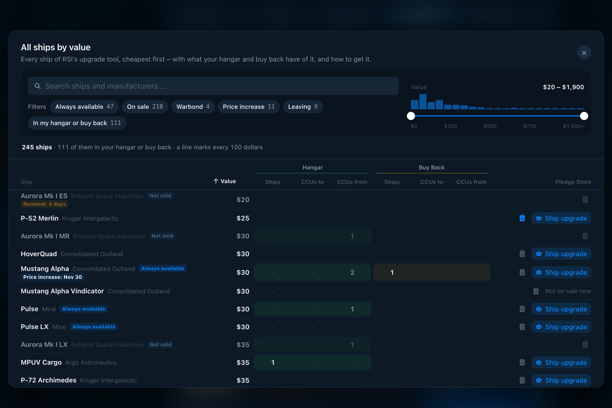 All ships by value
Every ship of RSI's upgrade tool, cheapest first – with what your hangar and buy back have of it, and how to get it.
Search ships and manufacturers ...
Filters Always available 47 On sale 210 Warbond 4 Price increase 11 Leaving 9
In my hangar or buy back 111
Value $20 – $1,900
$0 $250 $500 $750 $1,000+
245 ships · 111 of them in your hangar or buy back · a line marks every 100 dollars
Hangar Buy Back
Ship ↑ Value Ships CCUs to CCUs from Ships CCUs to CCUs from Pledge Store
Aurora Mk I ES Roberts Space Industries Not sold $20
Removal: 4 days
P-52 Merlin Kruger Intergalactic $25 · · · · · · Ship upgrade
Aurora Mk I MR Roberts Space Industries Not sold $30 · · 1 · · ·
HoverQuad Consolidated Outland $30 · · · · · · Ship upgrade
Mustang Alpha Consolidated Outland Always available $30 · · 2 1 · · Ship upgrade
Price increase: Nov 30
Mustang Alpha Vindicator Consolidated Outland $30 · · · · · · Not on sale now
Pulse Mirai Always available $30 · · 1 · · · Ship upgrade
Pulse LX Mirai Always available $30 · · · · · · Ship upgrade
Aurora Mk I LX Roberts Space Industries Not sold $35 · · 1 · · ·
MPUV Cargo Argo Astronautics $35 1 · · · · · Ship upgrade
P-72 Archimedes Kruger Intergalactic $35 · · · · · · Ship upgrade